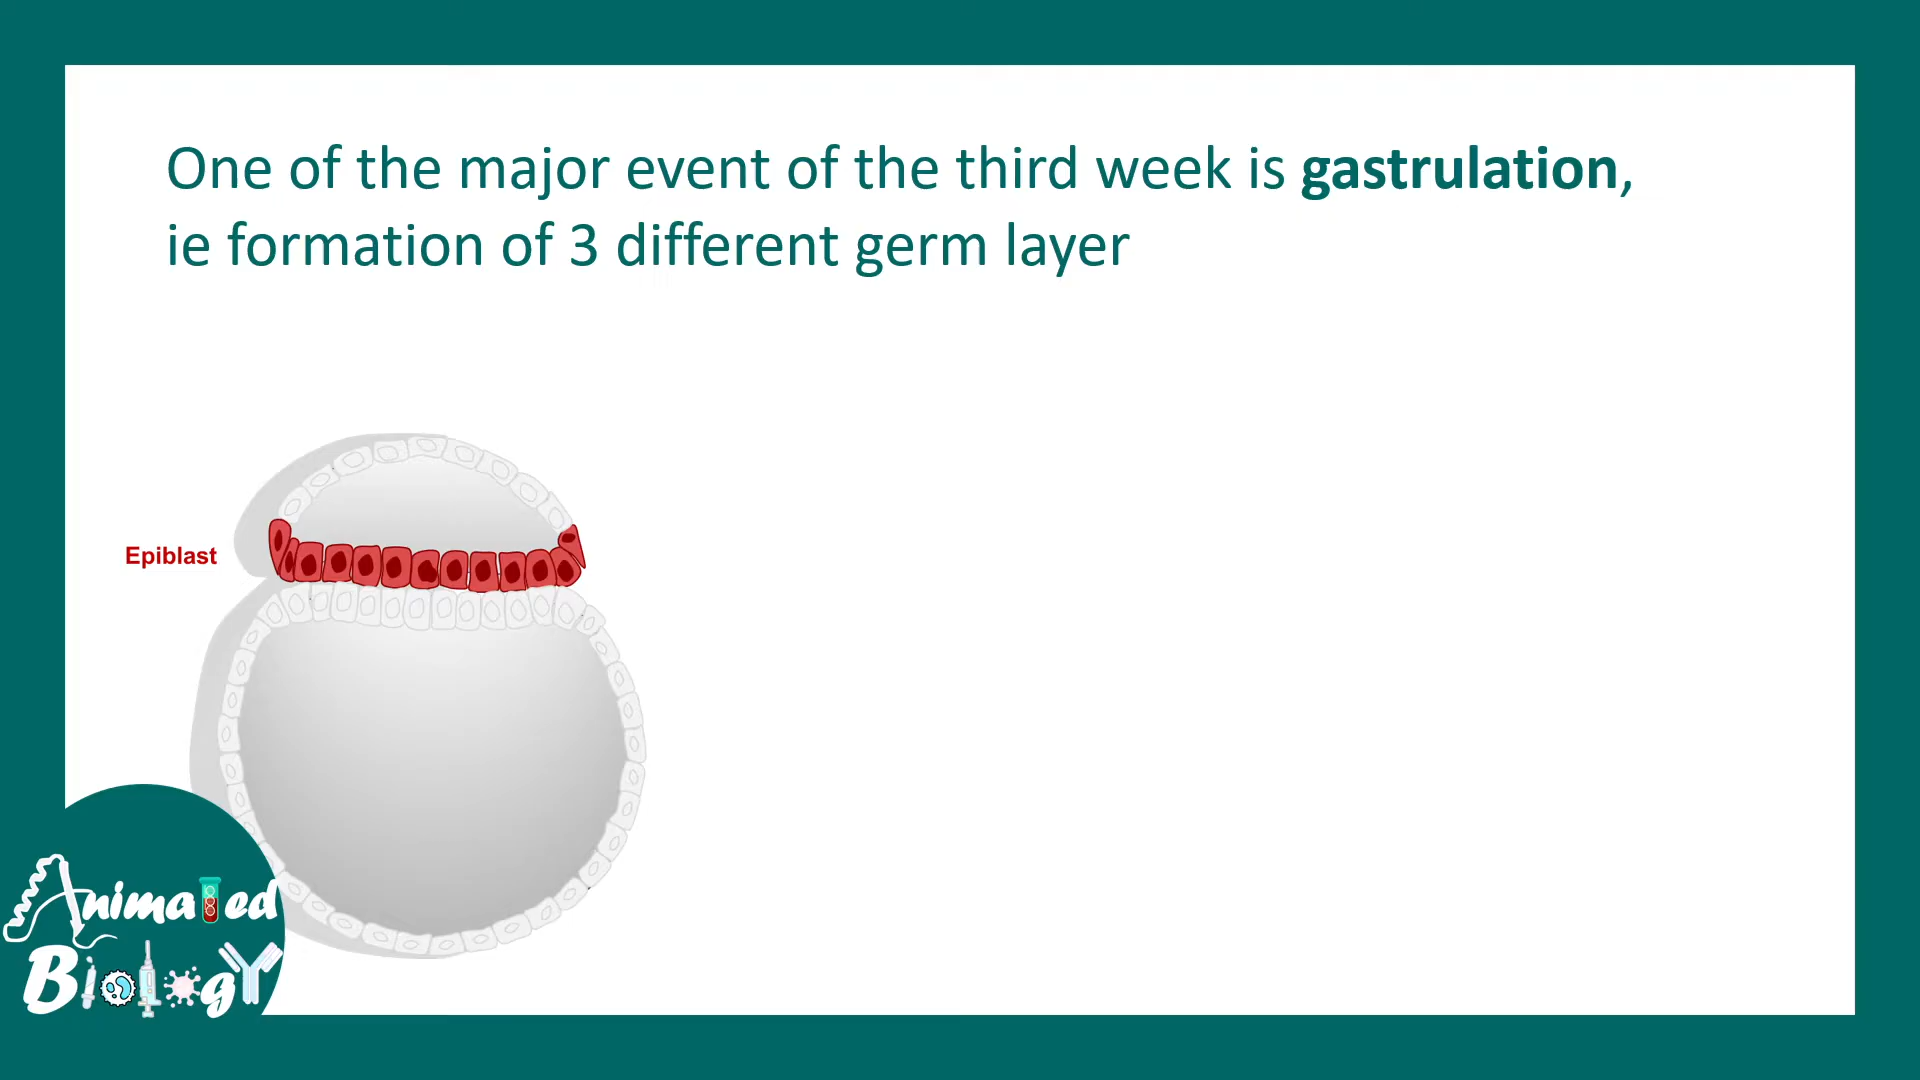 One of the major event of the third week is gastrulation,
ie formation of 3 different germ layer
Epiblast
Animated
Biology